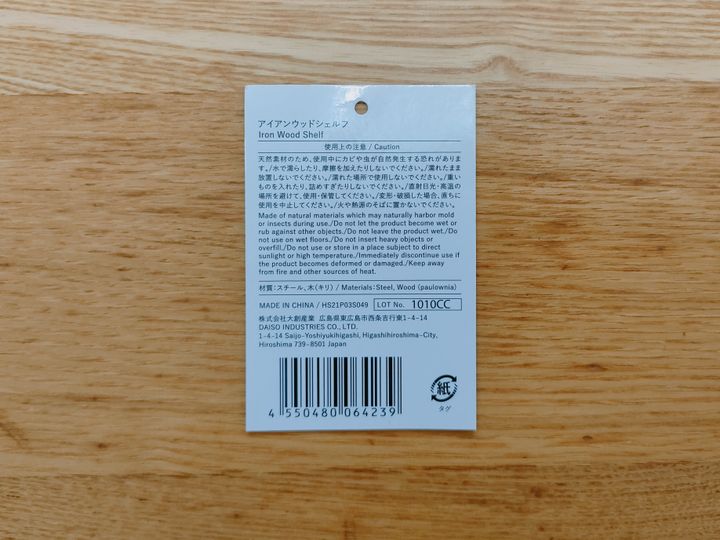 アイアンウッドシェルフ
Iron Wood Shelf
使用上の注意 / Caution
天然素材のため、使用中にカビや虫が自然発生する恐れがありま
す。/水で濡らしたり、摩擦を加えたりしないでください。/濡れたまま
放置しないでください。/濡れた場所で使用しないでください。/重い
ものを入れたり、詰めすぎたりしないでください。/直射日光・高温の
場所を避けて、使用・保管してください。/変形・破損した場合、直ちに
使用を中止してください。/火や熱源のそばに置かないでください。
Made of natural materials which may naturally harbor mold
or insects during use./Do not let the product become wet or
rub against other objects./Do not leave the product wet./Do
not use on wet floors./Do not insert heavy objects or
overfill./Do not use or store in a place subject to direct
sunlight or high temperature./Immediately discontinue use if
the product becomes deformed or damaged./Keep away
from fire and other sources of heat.
材質:スチール、木(キリ) / Materials:Steel, Wood (paulownia)
MADE IN CHINA / HS21P03S049 LOT No. 1010CC
株式会社大創産業 広島県東広島市西条吉行東1-4-14
DAISO INDUSTRIES CO., LTD.
1-4-14 Saijo-Yoshiyukihigashi, Higashihiroshima-City,
Hiroshima 739-8501 Japan
4 550480 064239
紙
タグ